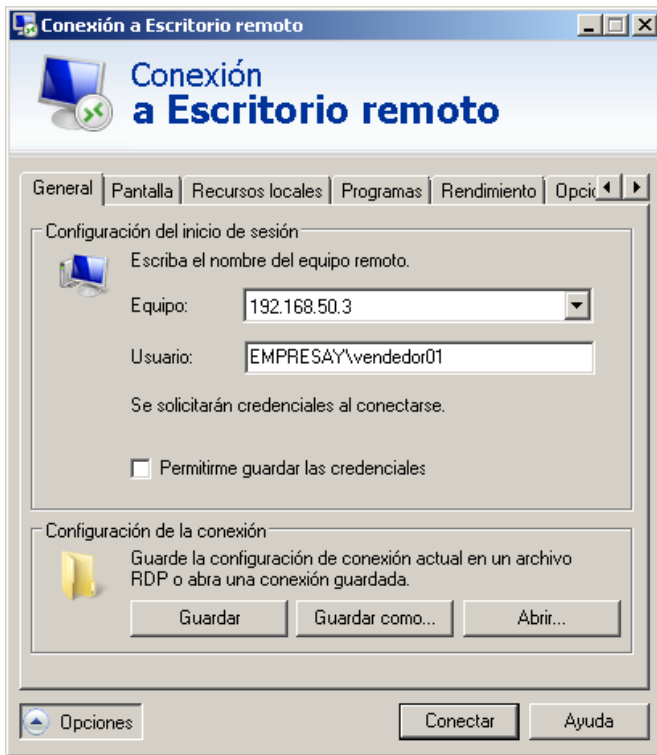 Conexión a Escritorio remoto
Conexión
a Escritorio remoto
General Pantalla Recursos locales Programas Rendimiento Opcio
Configuración del inicio de sesión
Escriba el nombre del equipo remoto.
Equipo: 192.168.50.3
Usuario: EMPRESAY\vendedor01
Se solicitarán credenciales al conectarse.
Permitirme guardar las credenciales
Configuración de la conexión
Guarde la configuración de conexión actual en un archivo
RDP o abra una conexión guardada.
Guardar Guardar como... Abrir...
Opciones Conectar Ayuda